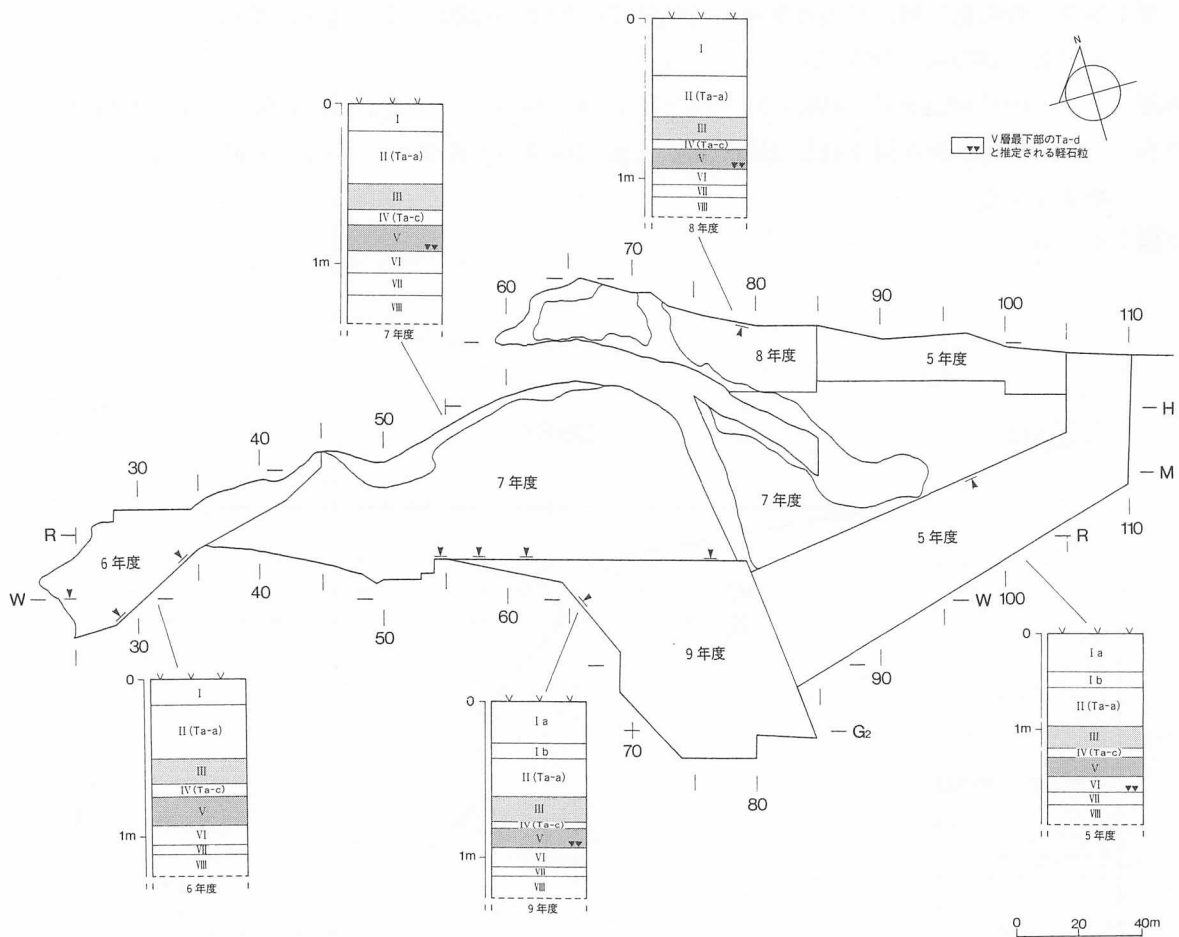 0
I
II (Ta-a)
III
IV (Ta-c)
V
VI
VII
VIII
1m
8 年度
N
V 層最下部のTa-d
と推定される軽石粒
0
I
II (Ta-a)
III
IV (Ta-c)
V
VI
VII
VIII
1m
7 年度
60
70
80
90
100
110
8 年度
5 年度
H
M
110
R
100
W
90
30
40
50
R
W
6 年度
7 年度
7 年度
5 年度
9 年度
30
40
50
60
70
80
G2
0
I
II (Ta-a)
III
IV (Ta-c)
V
VI
VII
VIII
1m
6 年度
0
I a
I b
II (Ta-a)
III
IV (Ta-c)
V
VI
VII
VIII
1m
9 年度
0
I a
I b
II (Ta-a)
III
IV (Ta-c)
V
VI
VII
VIII
1m
5 年度
0 20 40m